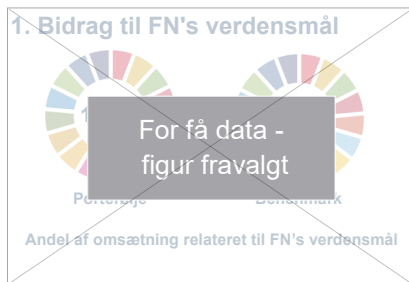 1. Bidrag til FN's verdensmål
For få data -
figur fravalgt
Portefølje
Benchmark
Andel af omsætning relateret til FN's verdensmål